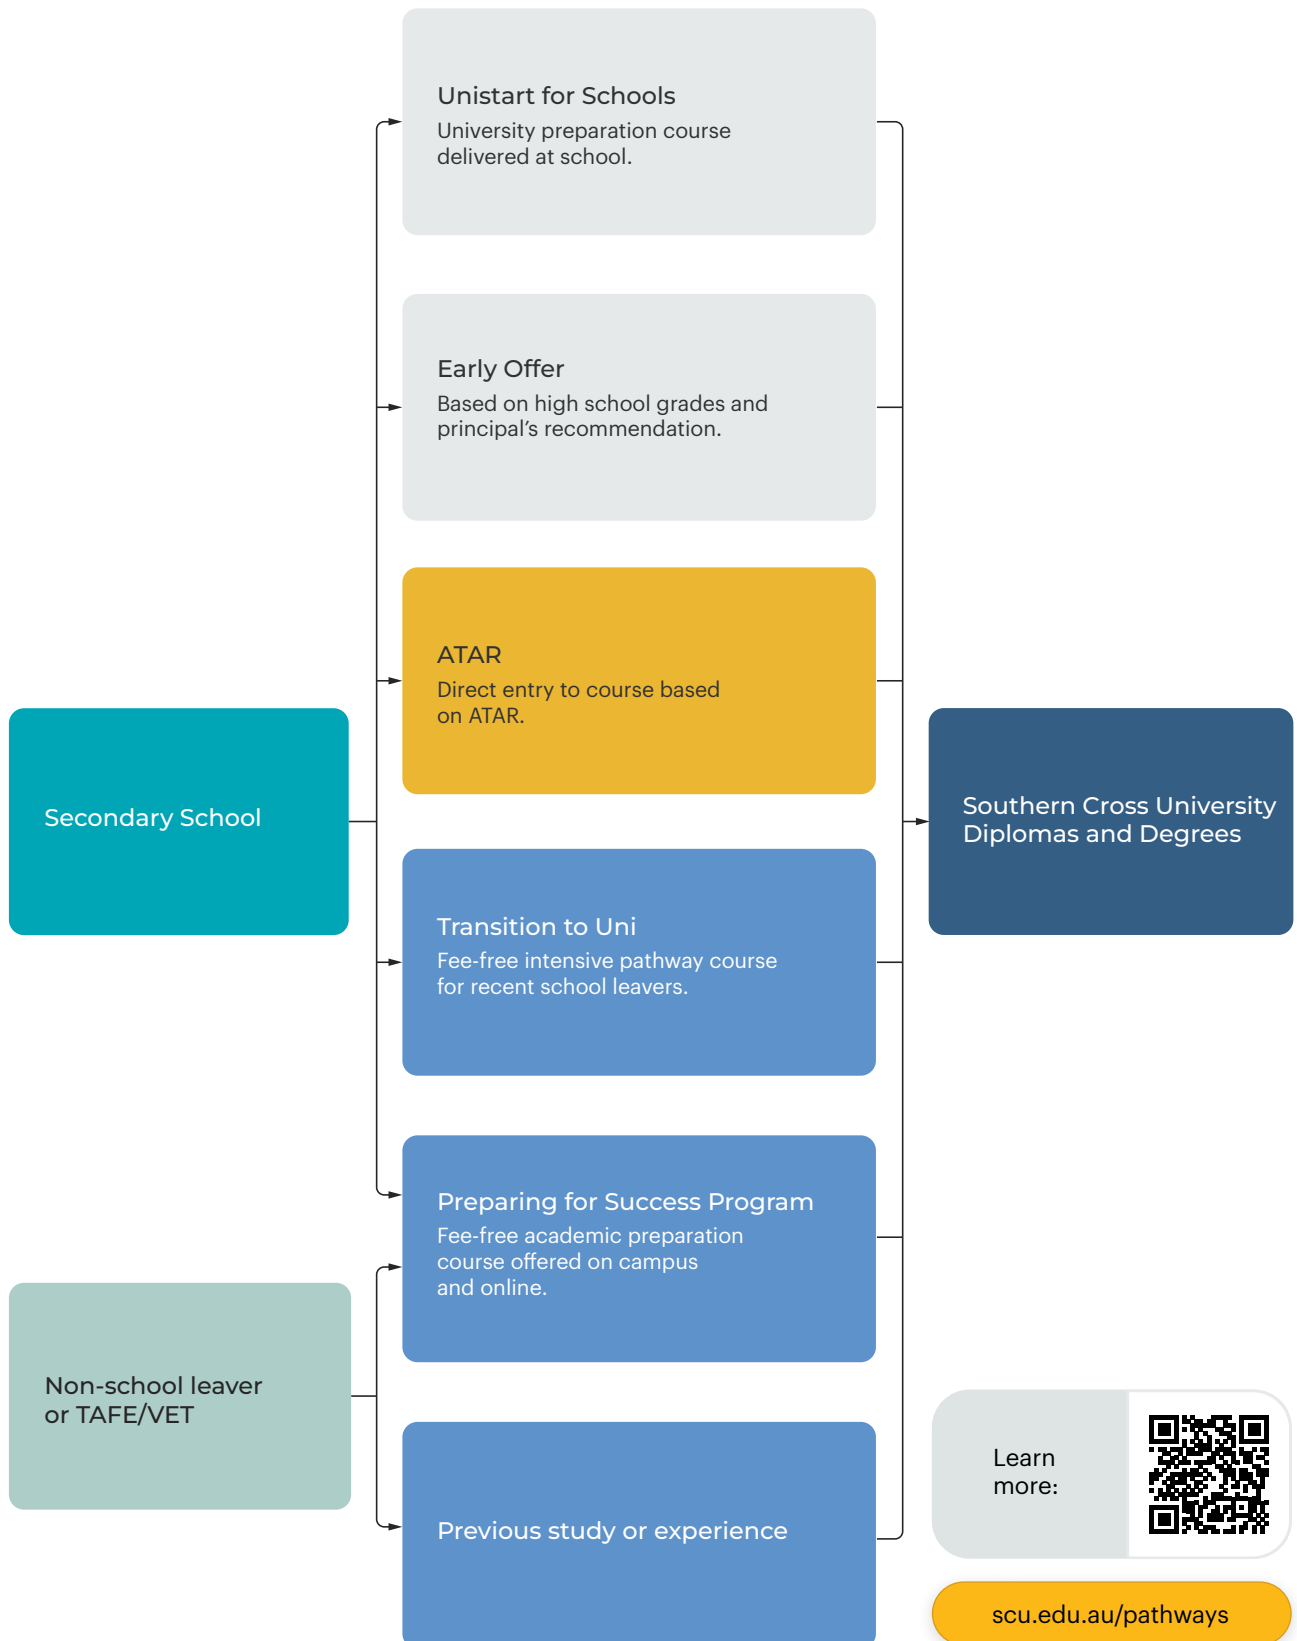 Unistart for Schools
University preparation course
delivered at school.
Early Offer
Based on high school grades and
principal’s recommendation.
ATAR
Direct entry to course based
on ATAR.
Secondary School
Southern Cross University
Diplomas and Degrees
Transition to Uni
Fee-free intensive pathway course
for recent school leavers.
Preparing for Success Program
Fee-free academic preparation
course offered on campus
and online.
Non-school leaver
or TAFE/VET
Previous study or experience
Learn
more:
scu.edu.au/pathways